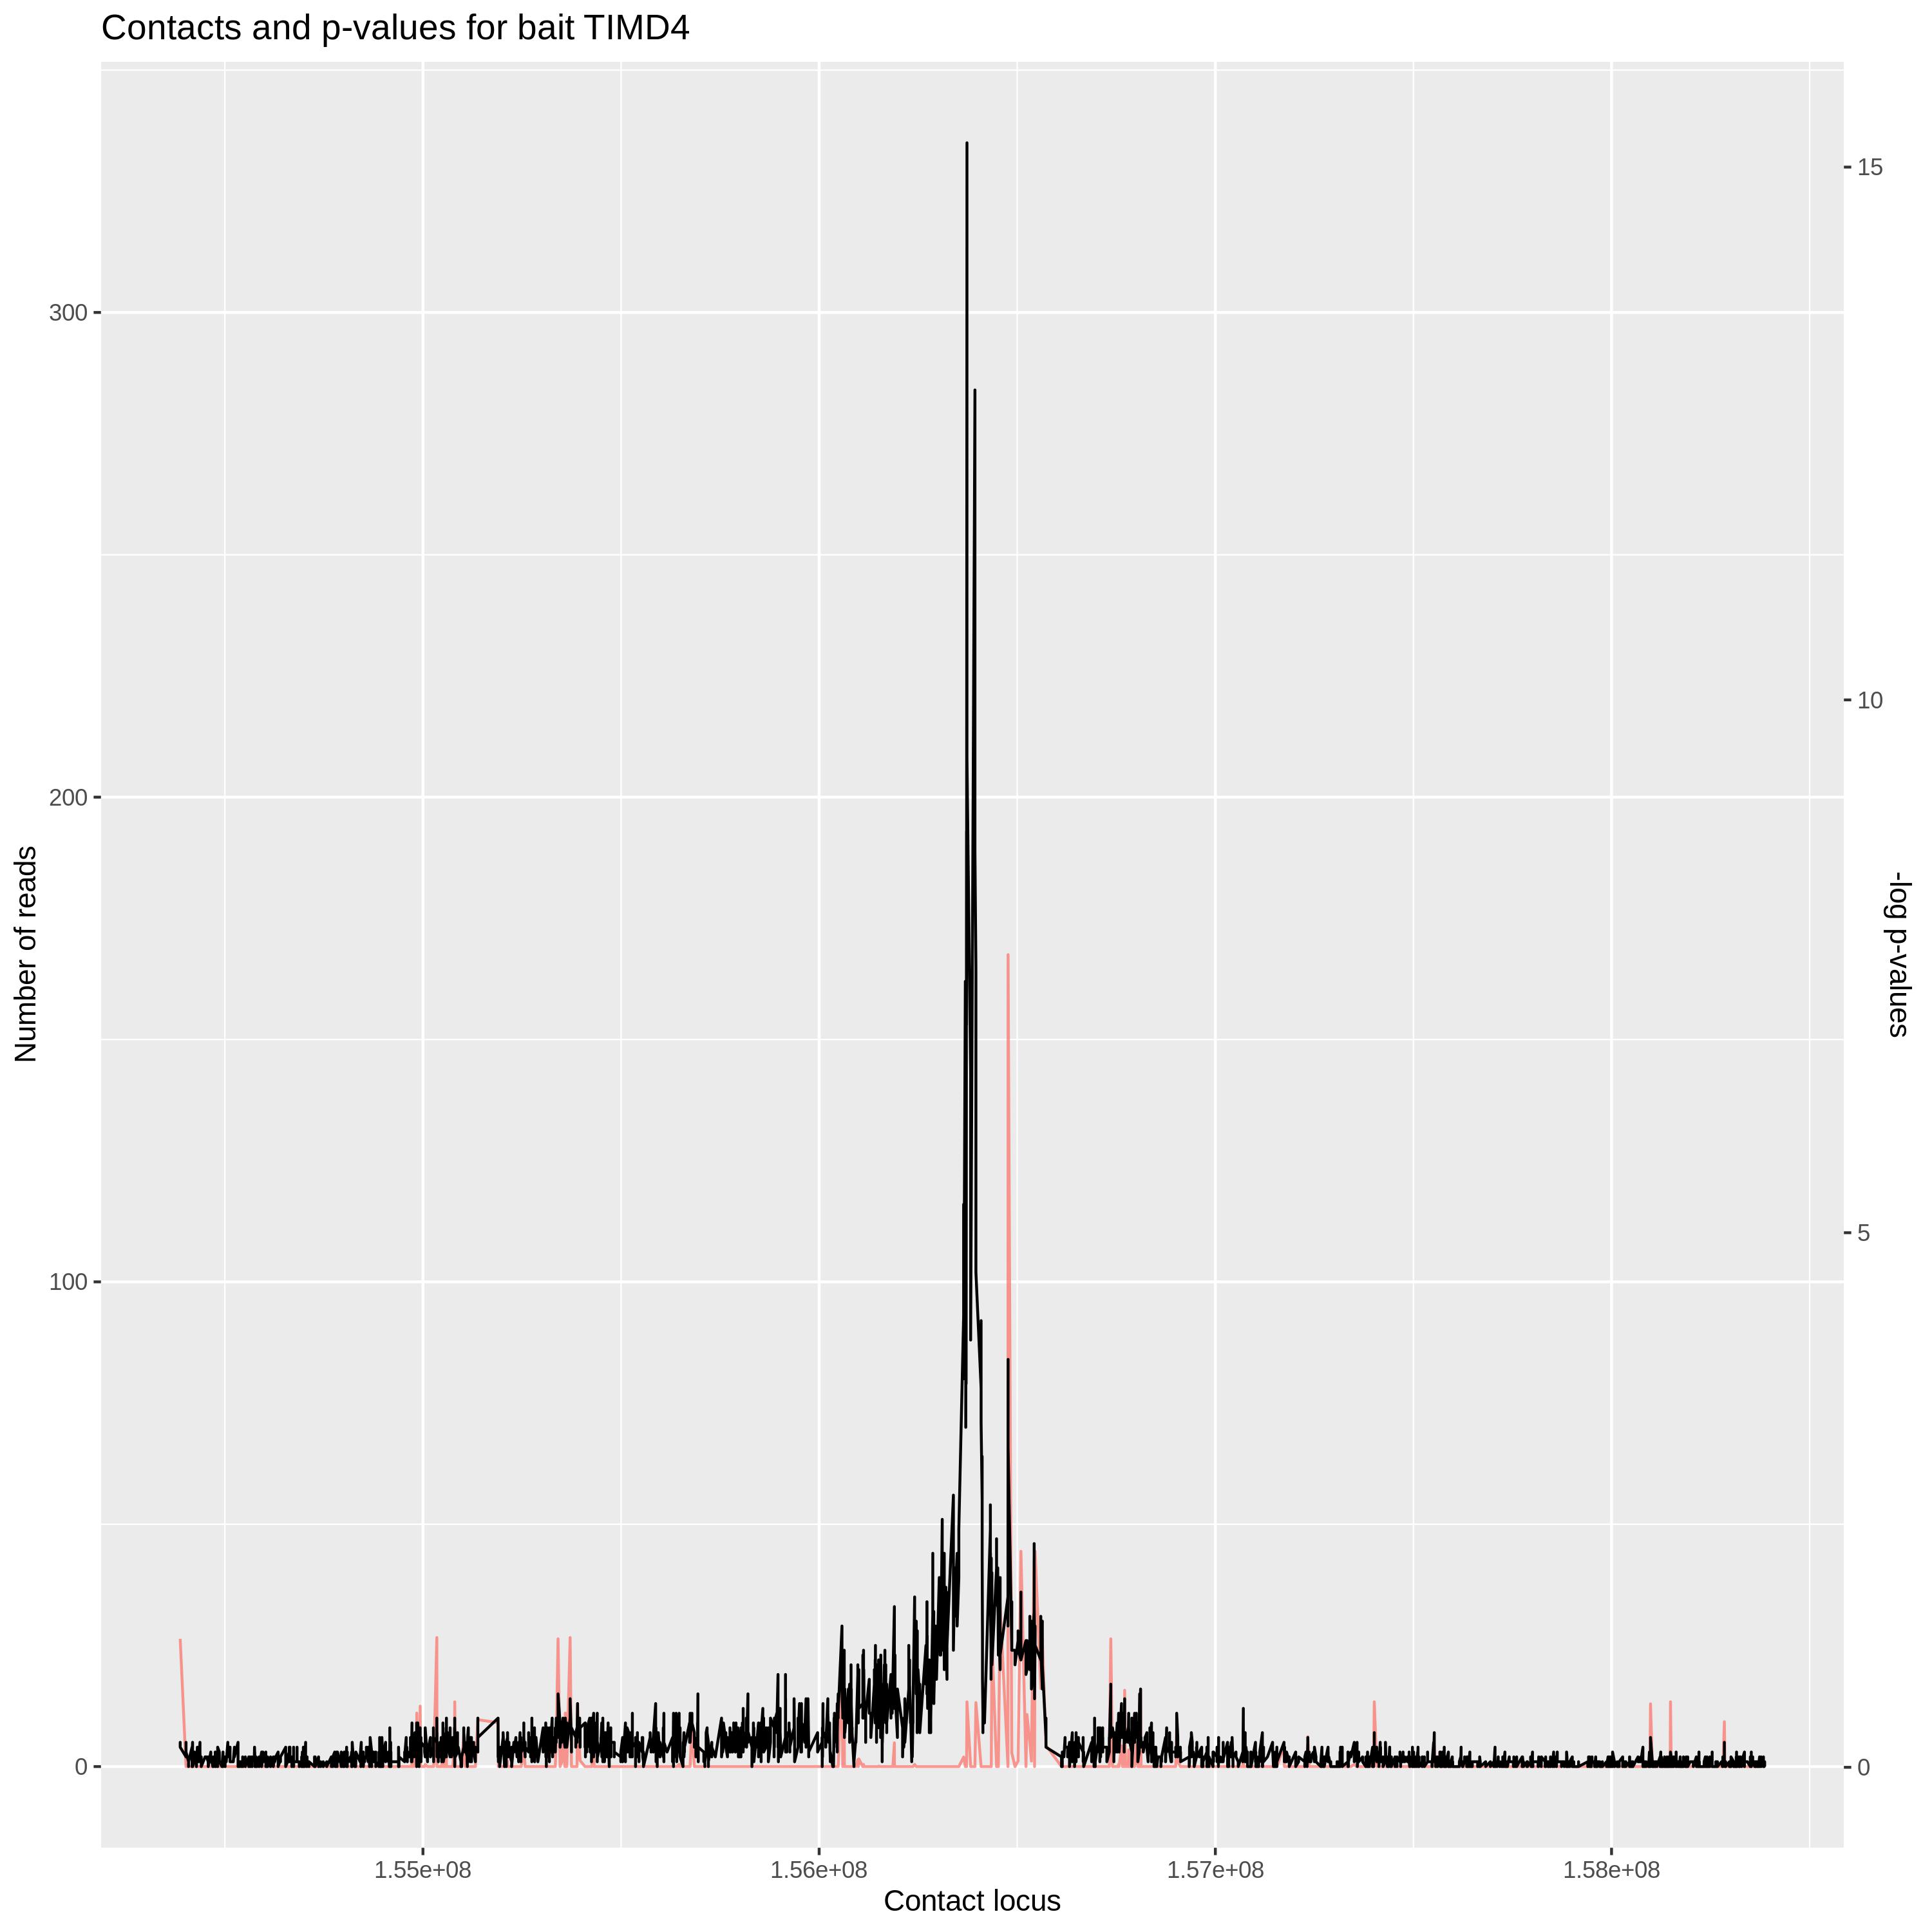 Contacts and p-values for bait TIMD4
15
300
10
200
Number of reads
-log p-values
5
100
0
0
1.55e+08
1.56e+08
1.57e+08
1.58e+08
Contact locus